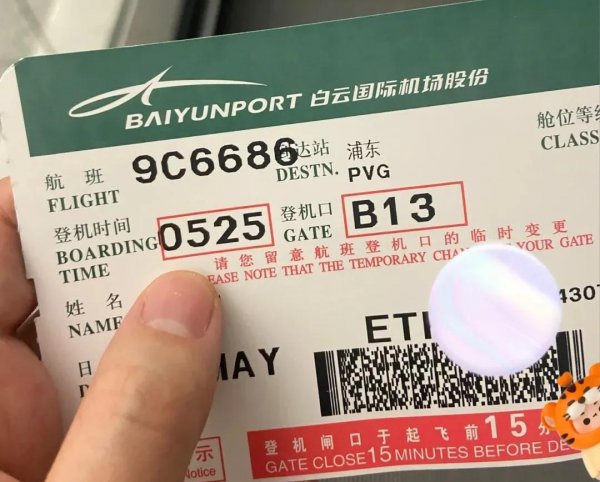 BAIYUNPORT 白云国际机场股份
航 班 9C6686 达站 浦东 舱位等
FLIGHT DESTN. PVG CLASS
登机时间 0525 登机口 B13
BOARDING GATE
TIME
请您留意航班登机口的临时变更
EASE NOTE THAT THE TEMPORARY YOUR GATE
姓 名
NAME
4307
ET
日 MAY
登机闸口于起飞前15分
GATE CLOSE 15 MINUTES BEFORE DE
示
Notice